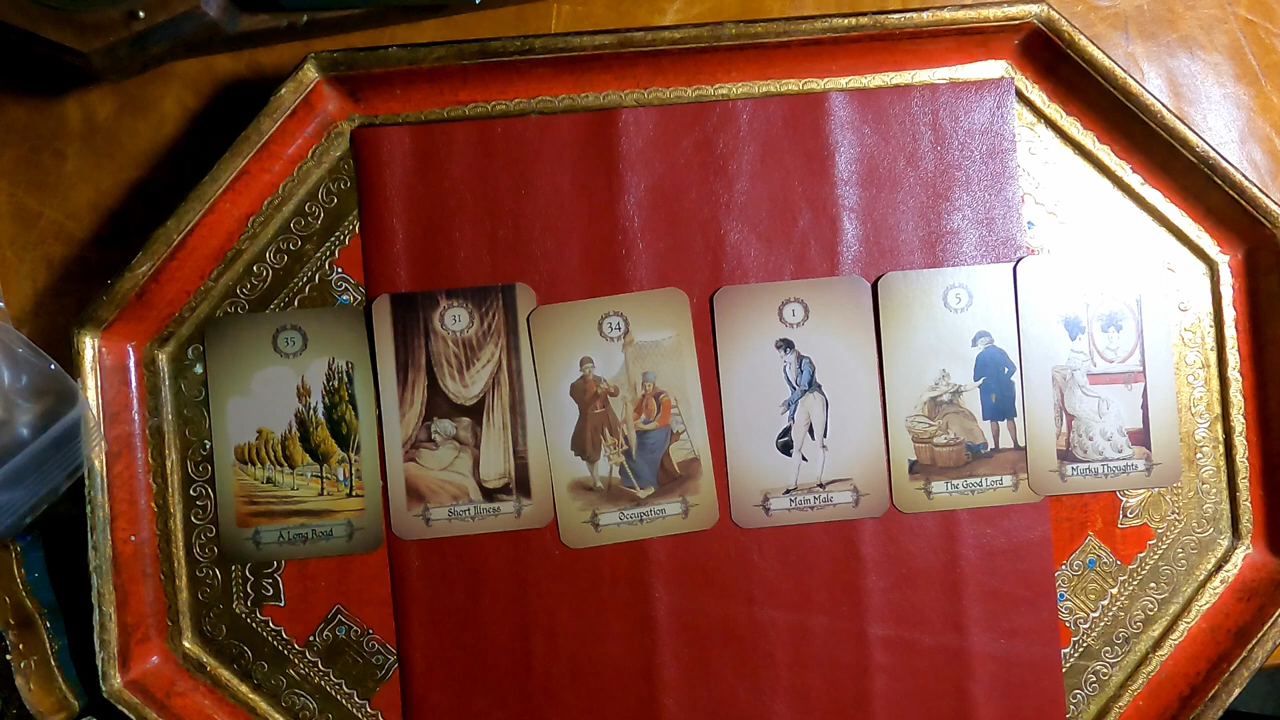 35
A Long Road
31
Short Illness
34
Occupation
1
Main Male
5
The Good Lord
Murky Thoughts